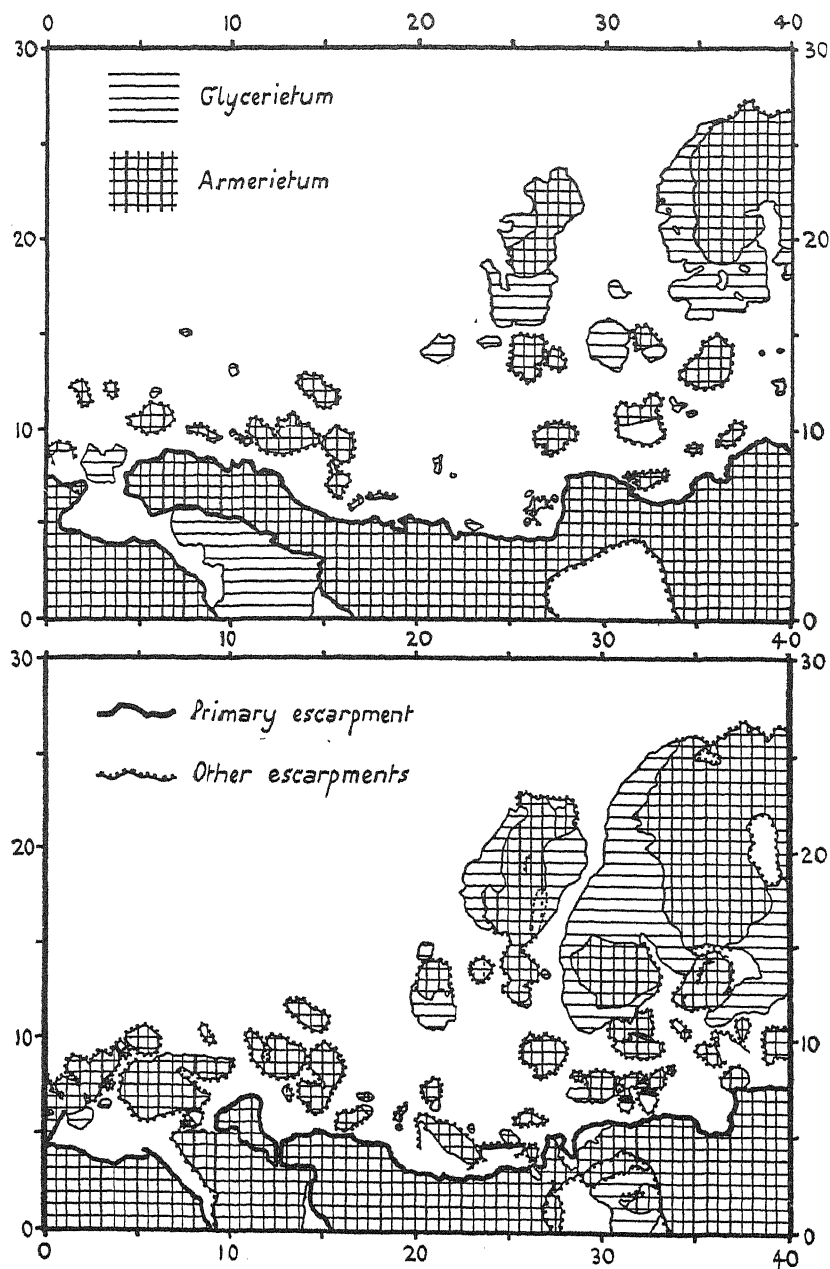 0 10 20 30 40
30 30
Glycerietum
Armerietum
20 20
10 10
0 0
10 20 30 40
30 30
Primary escarpment
Other escarpments
20 20
10 10
0 0
0 10 20 30 40